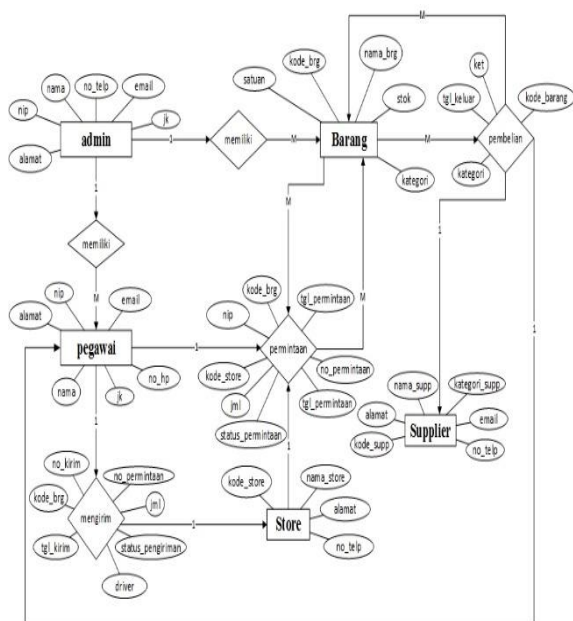 admin
nip
nama
no_telp
email
jk
alamat
1
memiliki
M
Barang
satuan
kode_brg
nama_brg
stok
kategori
M
M
pembelian
ket
tgl_keluar
kode_barang
kategori
1
memiliki
M
M
M
1
1
pegawai
alamat
nip
email
nama
jk
no_hp
1
permintaan
kode_brg
tgl_permintaan
nip
no_permintaan
kode_store
jml
tgl_permintaan
status_permintaan
Supplier
nama_supp
kategori_supp
alamat
email
kode_supp
no_telp
1
1
mengirim
no_kirim
no_permintaan
kode_brg
jml
tgl_kirim
status_pengiriman
driver
1
Store
kode_store
nama_store
alamat
no_telp